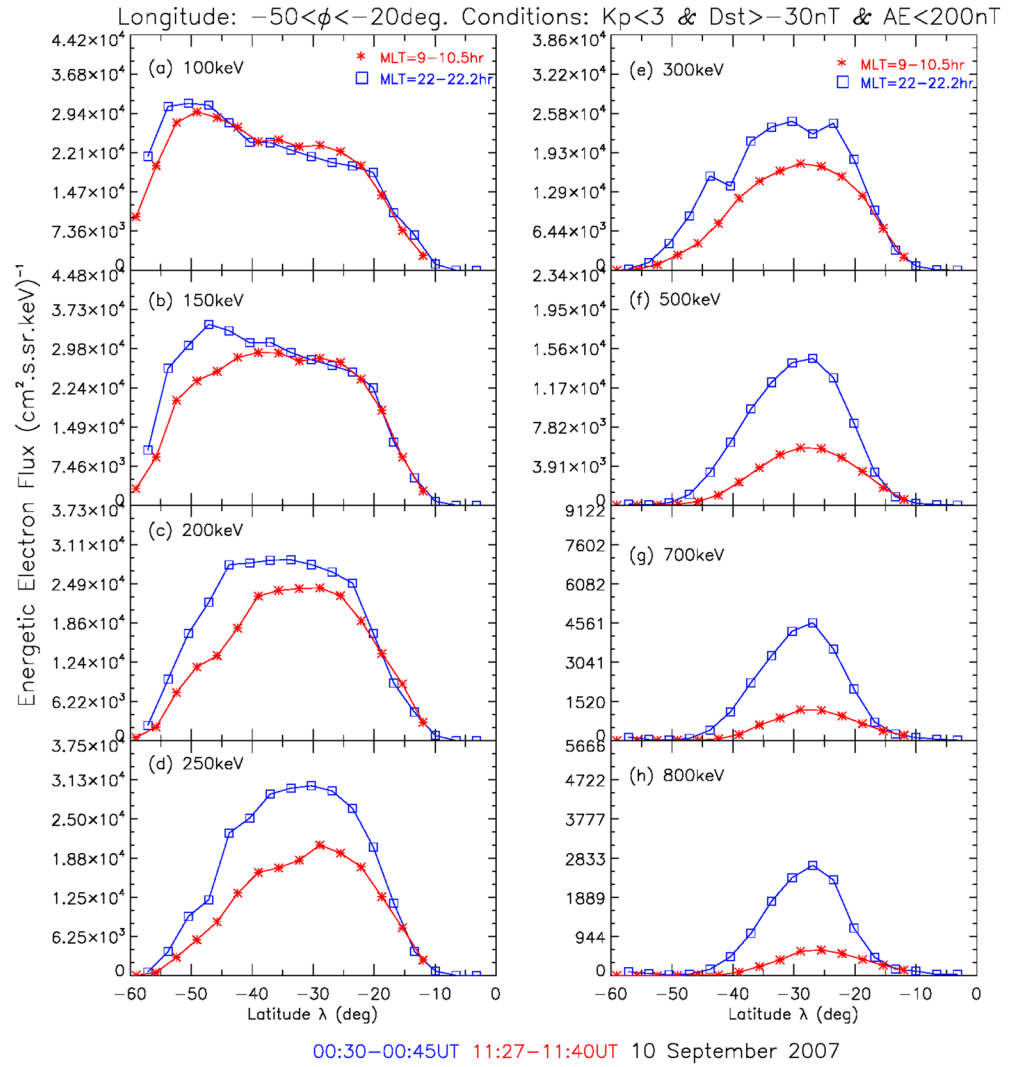 Longitude: −50<ϕ<−20deg. Conditions: Kp<3 & Dst>−30nT & AE<200nT
Energetic Electron Flux (cm².s.sr.keV)⁻¹
(a) 100keV
MLT=9−10.5hr
MLT=22−22.2hr
4.42×10⁴
3.68×10⁴
2.94×10⁴
2.21×10⁴
1.47×10⁴
7.36×10³
0
(b) 150keV
4.48×10⁴
3.73×10⁴
2.98×10⁴
2.24×10⁴
1.49×10⁴
7.46×10³
0
(c) 200keV
3.73×10⁴
3.11×10⁴
2.49×10⁴
1.86×10⁴
1.24×10⁴
6.22×10³
0
(d) 250keV
3.75×10⁴
3.13×10⁴
2.50×10⁴
1.88×10⁴
1.25×10⁴
6.25×10³
0
−60 −50 −40 −30 −20 −10 0
Latitude λ (deg)
(e) 300keV
MLT=9−10.5hr
MLT=22−22.2hr
3.86×10⁴
3.22×10⁴
2.58×10⁴
1.93×10⁴
1.29×10⁴
6.44×10³
0
(f) 500keV
2.34×10⁴
1.95×10⁴
1.56×10⁴
1.17×10⁴
7.82×10³
3.91×10³
0
(g) 700keV
9122
7602
6082
4561
3041
1520
0
(h) 800keV
5666
4722
3777
2833
1889
944
0
−60 −50 −40 −30 −20 −10 0
Latitude λ (deg)
00:30−00:45UT 11:27−11:40UT 10 September 2007